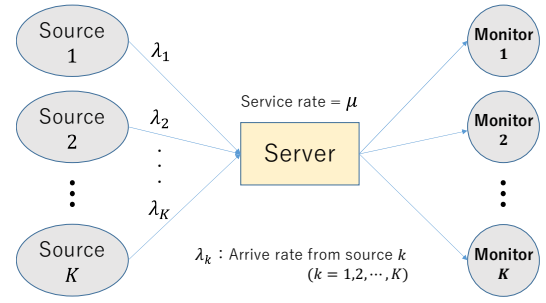 Source
1
λ₁
Monitor
1
Service rate = μ
Source
2
λ₂
Server
Monitor
2
⋮
.
.
.
⋮
λ_K
Source
K
Monitor
K
λₖ : Arrive rate from source k
(k = 1,2,⋯,K)